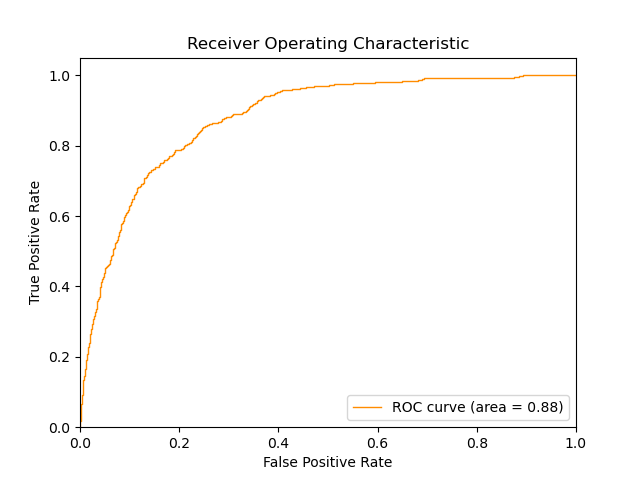 Receiver Operating Characteristic
1.0
0.8
0.6
0.4
0.2
0.0
True Positive Rate
ROC curve (area = 0.88)
0.0 0.2 0.4 0.6 0.8 1.0
False Positive Rate